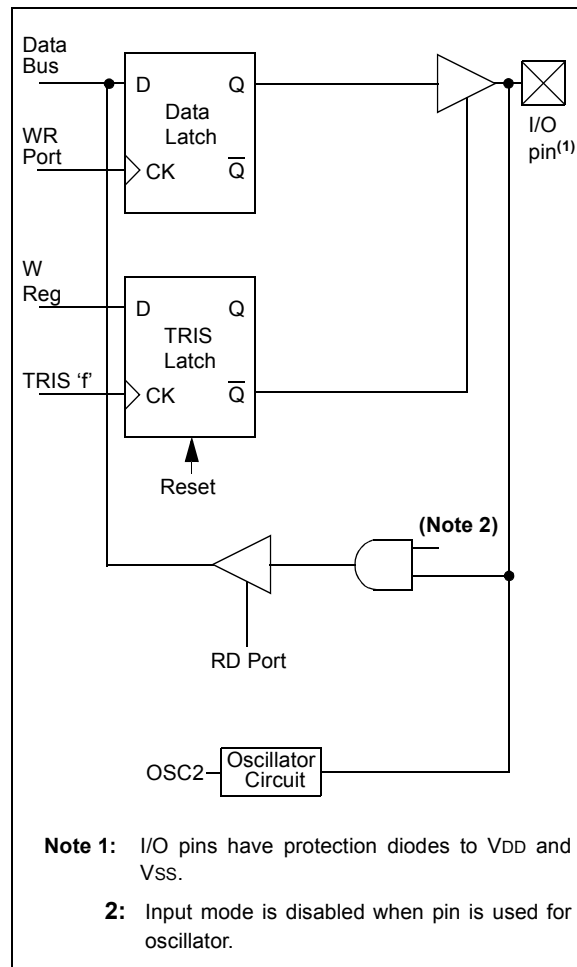 Data
Bus
D
Q
Data
Latch
WR
Port
CK
Q̅
I/O
pin(1)
W
Reg
D
Q
TRIS
Latch
TRIS ‘f’
CK
Q̅
Reset
(Note 2)
RD Port
OSC2
Oscillator
Circuit
Note 1: I/O pins have protection diodes to VDD and
VSS.
2: Input mode is disabled when pin is used for
oscillator.